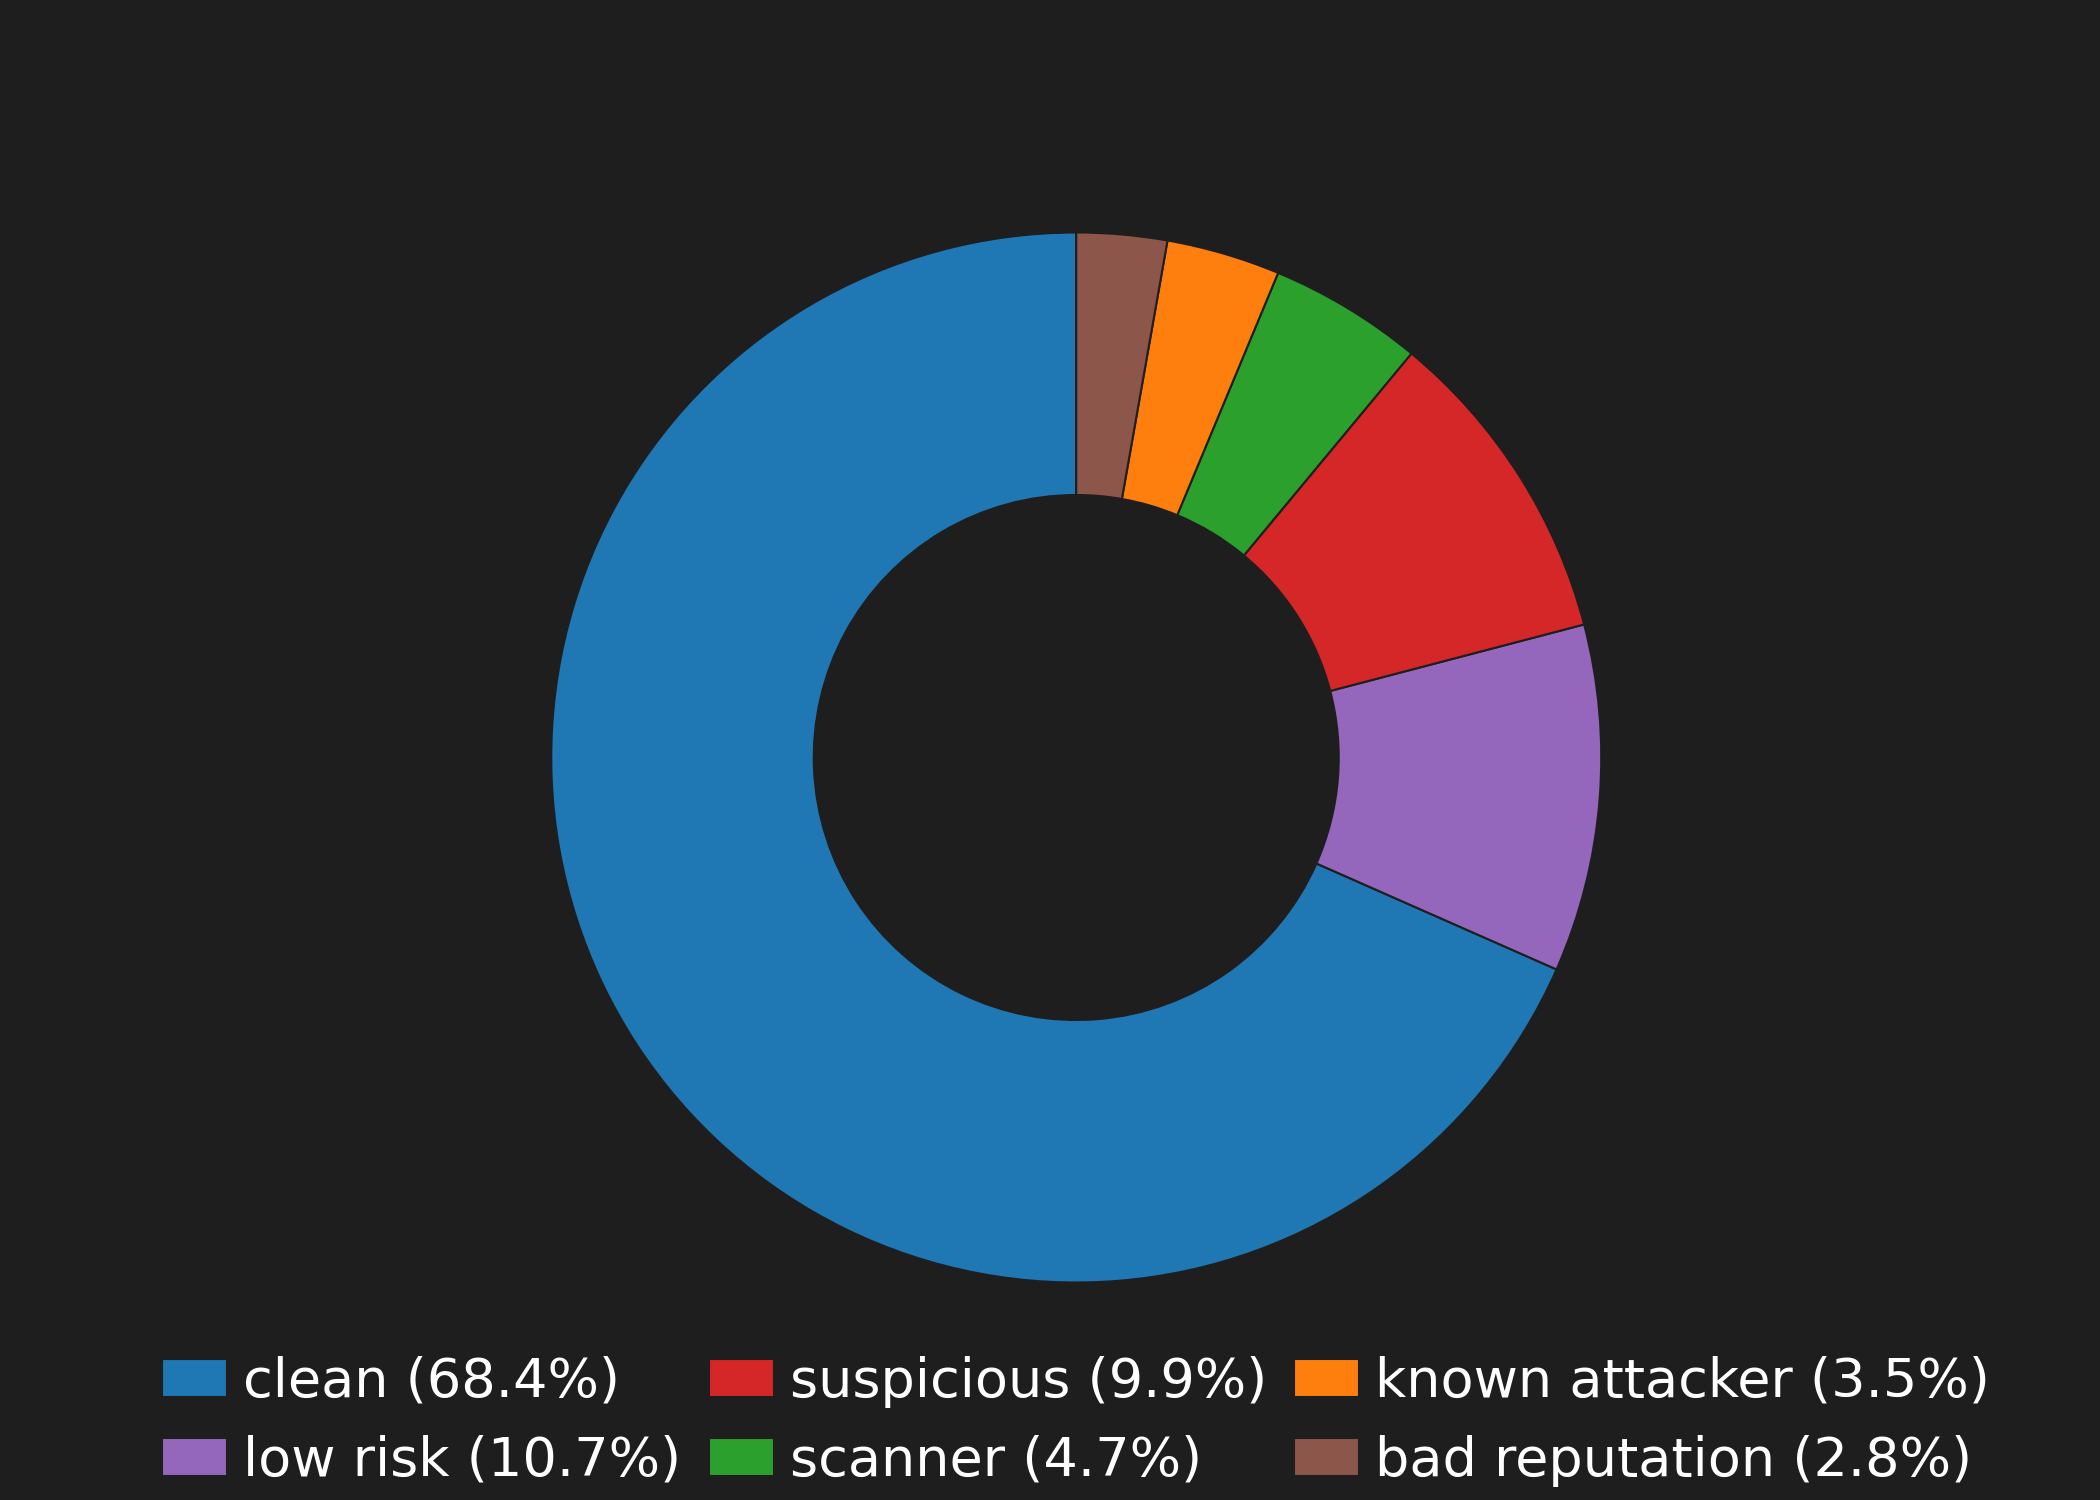 clean (68.4%)
low risk (10.7%)
suspicious (9.9%)
scanner (4.7%)
known attacker (3.5%)
bad reputation (2.8%)